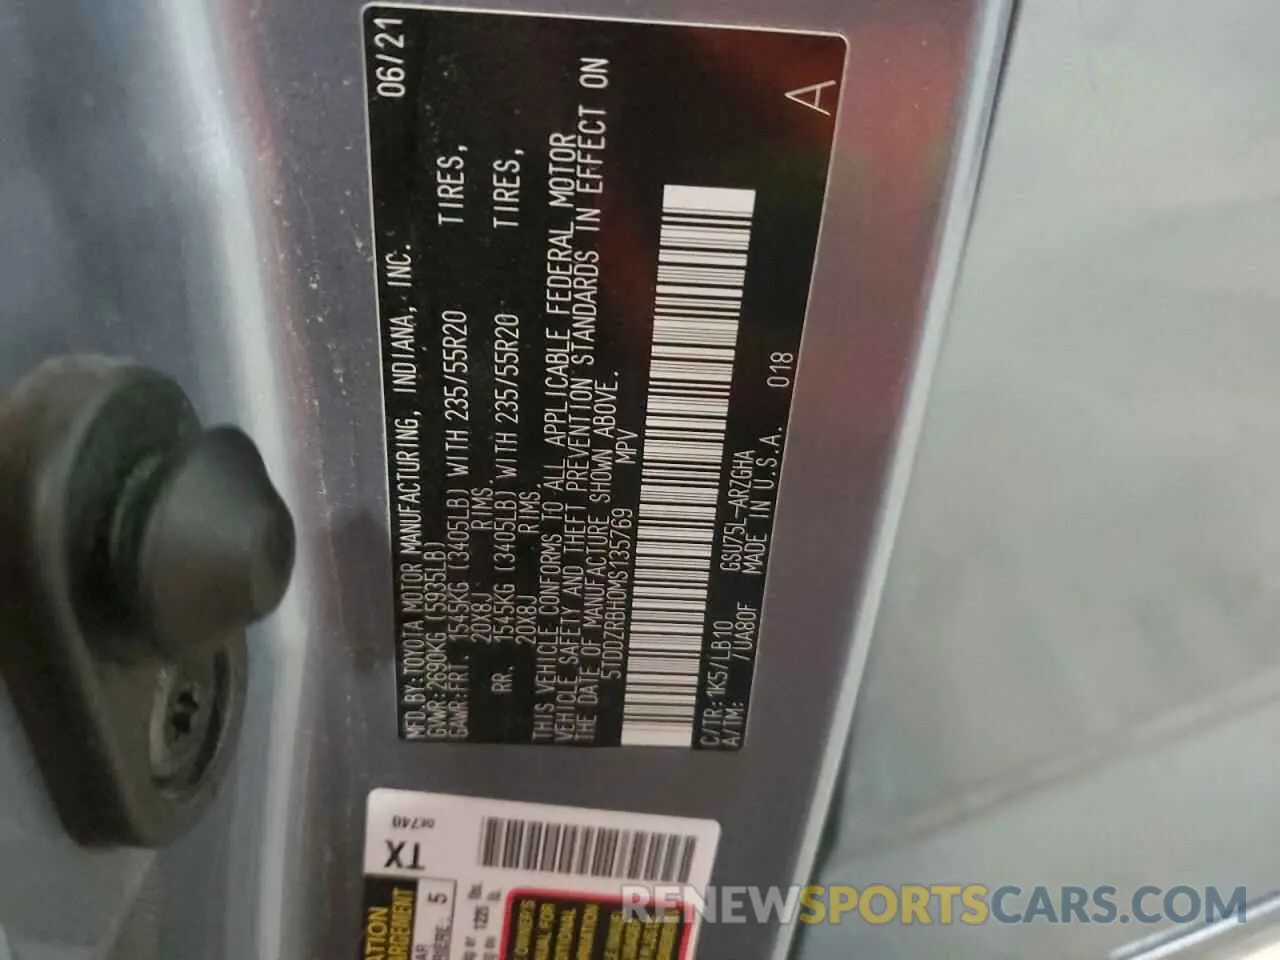 MFD. BY: TOYOTA MOTOR MANUFACTURING, INDIANA, INC. 06/21
GVWR: 2690KG (5935LB)
GAWR: FRT. 1545KG (3405LB) WITH 235/55R20 TIRES,
20X8J RIMS.
RR. 1545KG (3405LB) WITH 235/55R20 TIRES,
20X8J RIMS.
THIS VEHICLE CONFORMS TO ALL APPLICABLE FEDERAL MOTOR
VEHICLE SAFETY AND THEFT PREVENTION STANDARDS IN EFFECT ON
THE DATE OF MANUFACTURE SHOWN ABOVE.
5TDDZRBH0MS135769 MPV
C/TR: 1K5/LB10 GSU75L-ARZGHA
A/TM: /UA80F MADE IN U.S.A. 018
A
TX
0E740
5
1225
RENEWSPORTSCARS.COM